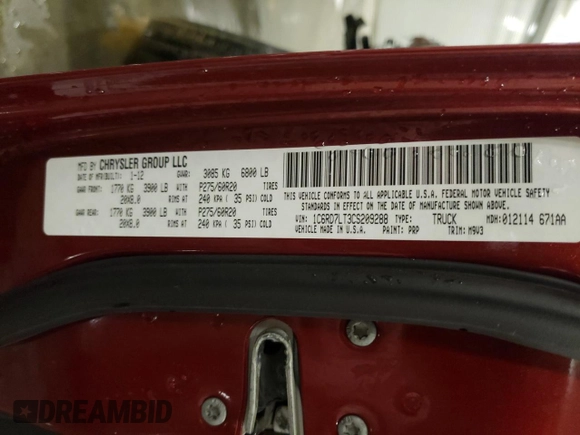 MFD BY CHRYSLER GROUP LLC
DATE OF MFR/BUILT: 1-12 GVWR: 3085 KG 6800 LB
GAWR FRONT: 1770 KG 3900 LB WITH P275/60R20 TIRES
20X8.0 RIMS AT 240 KPA ( 35 PSI) COLD
GAWR REAR: 1770 KG 3900 LB WITH P275/60R20 TIRES
20X8.0 RIMS AT 240 KPA ( 35 PSI) COLD
THIS VEHICLE CONFORMS TO ALL APPLICABLE U.S.A. FEDERAL MOTOR VEHICLE SAFETY
STANDARDS IN EFFECT ON THE DATE OF MANUFACTURE SHOWN ABOVE.
VIN: 1C6RD7LT3CS209288 TYPE: TRUCK MDH: 012114 671AA
VEHICLE MADE IN U.S.A. PAINT: PRP TRIM: M9V3
DREAMBID